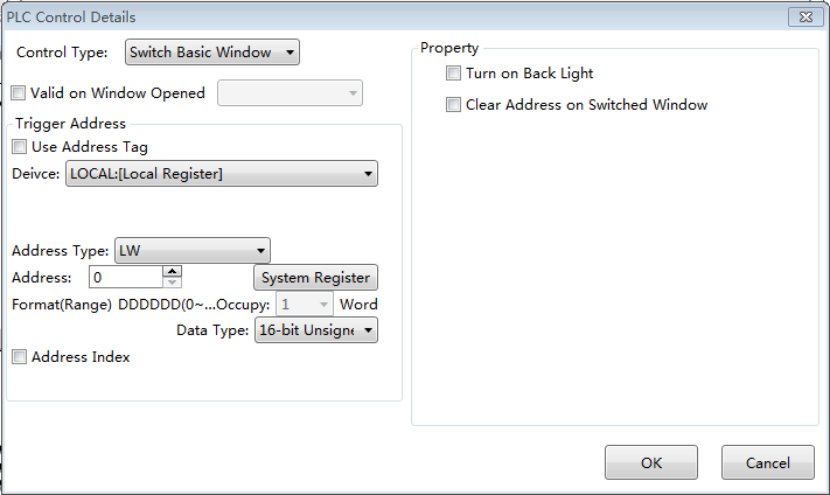 PLC Control Details
Control Type: Switch Basic Window
Valid on Window Opened
Trigger Address
Use Address Tag
Deivce: LOCAL:[Local Register]
Address Type: LW
Address: 0 System Register
Format(Range) DDDDDD(0~...Occupy: 1 Word
Data Type: 16-bit Unsigne
Address Index
Property
Turn on Back Light
Clear Address on Switched Window
OK Cancel